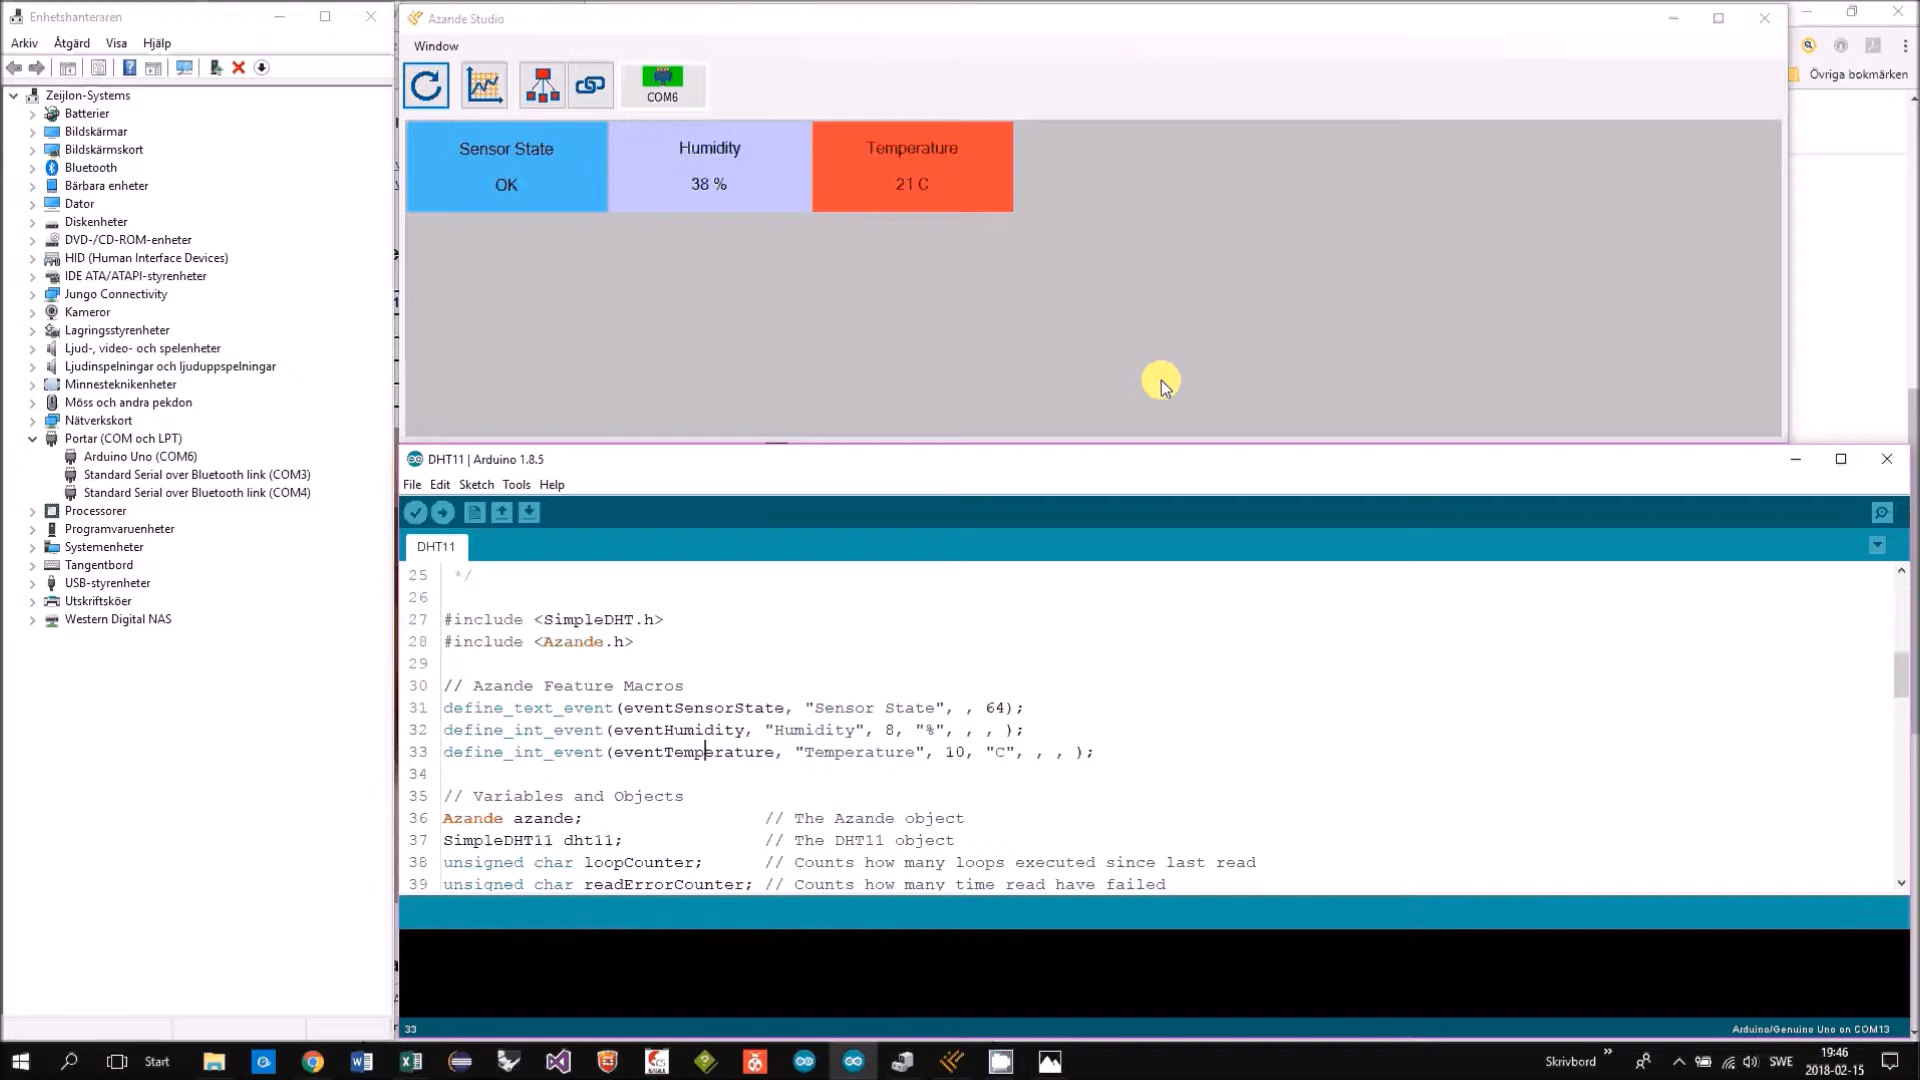 Enhetshanteraren
Arkiv Åtgärd Visa Hjälp
Zeijlon-Systems
Batterier
Bildskärmar
Bildskärmskort
Bluetooth
Bärbara enheter
Dator
Diskenheter
DVD-/CD-ROM-enheter
HID (Human Interface Devices)
IDE ATA/ATAPI-styrenheter
Jungo Connectivity
Kameror
Lagringsstyrenheter
Ljud-, video- och spelenheter
Ljudinspelningar och ljuduppspelningar
Minnesteknikenheter
Möss och andra pekdon
Nätverkskort
Portar (COM och LPT)
Arduino Uno (COM6)
Standard Serial over Bluetooth link (COM3)
Standard Serial over Bluetooth link (COM4)
Processorer
Programvaruenheter
Systemenheter
Tangentbord
USB-styrenheter
Utskriftsköer
Western Digital NAS
Azande Studio
Window
COM6
Sensor State
OK
Humidity
38 %
Temperature
21 C
Övriga bokmärken
DHT11 | Arduino 1.8.5
File Edit Sketch Tools Help
DHT11
25 */
26
27 #include <SimpleDHT.h>
28 #include <Azande.h>
29
30 // Azande Feature Macros
31 define_text_event(eventSensorState, "Sensor State", , 64);
32 define_int_event(eventHumidity, "Humidity", 8, "%", , , );
33 define_int_event(eventTemperature, "Temperature", 10, "C", , , );
34
35 // Variables and Objects
36 Azande azande; // The Azande object
37 SimpleDHT11 dht11; // The DHT11 object
38 unsigned char loopCounter; // Counts how many loops executed since last read
39 unsigned char readErrorCounter; // Counts how many time read have failed
33
Arduino/Genuino Uno on COM13
Start
Skrivbord
SWE
19:46
2018-02-15